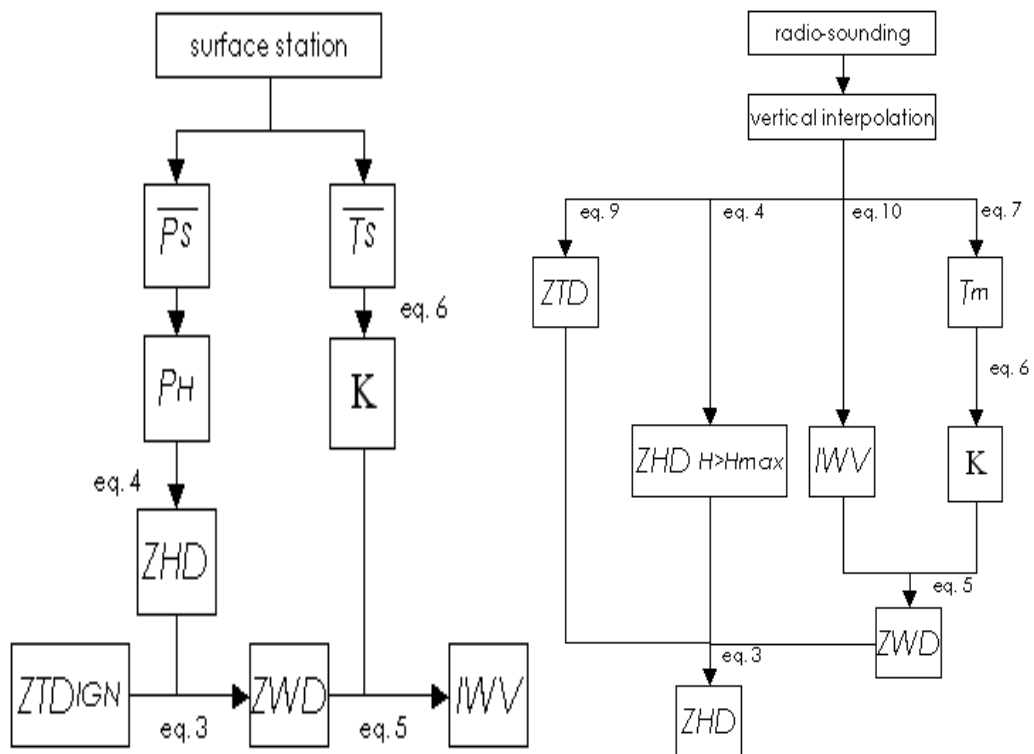 surface station
Ps
Ts
eq. 6
PH
K
eq. 4
ZHD
ZTDIGN
eq. 3
ZWD
eq. 5
IWV
radio-sounding
vertical interpolation
eq. 9
eq. 4
eq.10
eq. 7
ZTD
Tm
eq. 6
ZHD H>Hmax
IWV
K
eq. 5
ZWD
eq. 3
ZHD